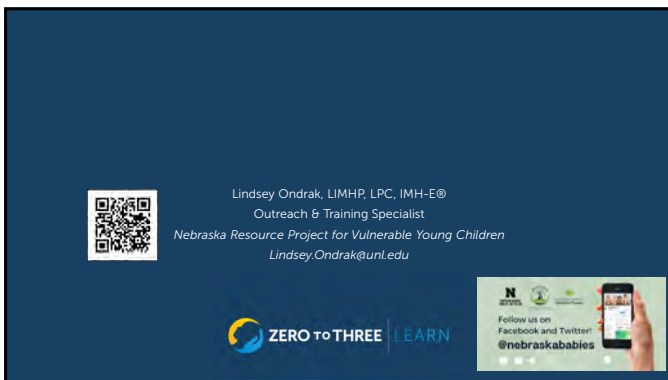 Lindsey Ondrak, LIMHP, LPC, IMH-E®
Outreach & Training Specialist
Nebraska Resource Project for Vulnerable Young Children
Lindsey.Ondrak@unl.edu
ZERO TO THREE LEARN
N
Follow us on
Facebook and Twitter!
@nebraskababies